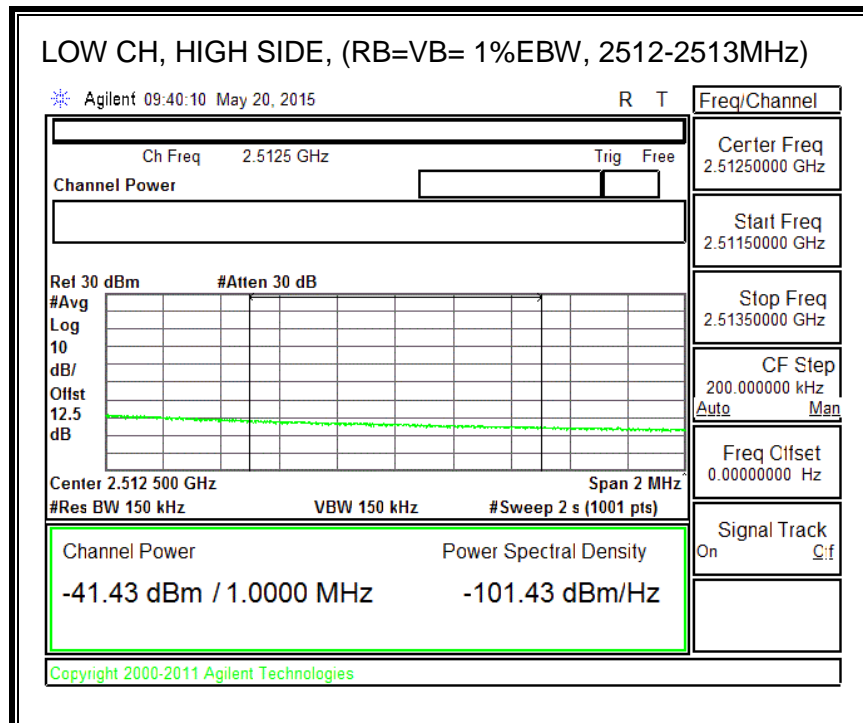 LOW CH, HIGH SIDE, (RB=VB= 1%EBW, 2512-2513MHz)
Agilent 09:40:10 May 20, 2015 R T
Freq/Channel
Ch Freq 2.5125 GHz Trig Free
Channel Power
Center Freq
2.51250000 GHz
Start Freq
2.51150000 GHz
Stop Freq
2.51350000 GHz
CF Step
200.000000 kHz
Auto Man
Freq Offset
0.00000000 Hz
Signal Track
On Off
Ref 30 dBm #Atten 30 dB
#Avg
Log
10
dB/
Offst
12.5
dB
Center 2.512 500 GHz Span 2 MHz^
#Res BW 150 kHz VBW 150 kHz #Sweep 2 s (1001 pts)
Channel Power Power Spectral Density
-41.43 dBm / 1.0000 MHz -101.43 dBm/Hz
Copyright 2000-2011 Agilent Technologies